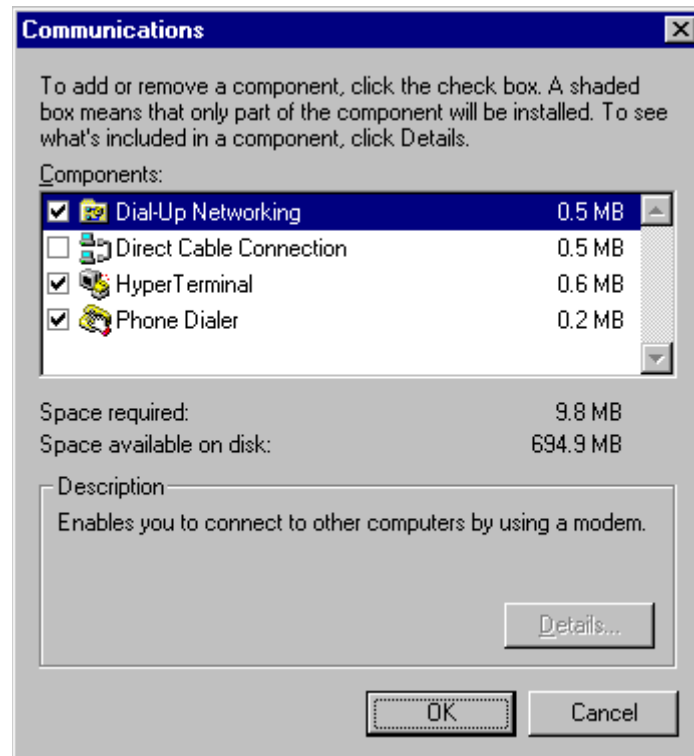 Communications
To add or remove a component, click the check box. A shaded
box means that only part of the component will be installed. To see
what's included in a component, click Details.
Components:
Dial-Up Networking 0.5 MB
Direct Cable Connection 0.5 MB
HyperTerminal 0.6 MB
Phone Dialer 0.2 MB
Space required: 9.8 MB
Space available on disk: 694.9 MB
Description
Enables you to connect to other computers by using a modem.
Details...
OK Cancel